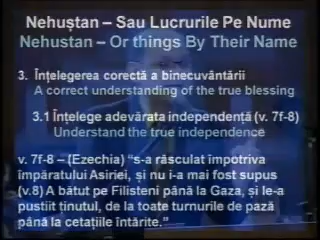 Nehuștan – Sau Lucrurile Pe Nume
Nehustan – Or things By Their Name
3. Înțelegerea corectă a binecuvântării
A correct understanding of the true blessing
3.1 Înțelege adevărata independență (v. 7f-8)
Understand the true independence
v. 7f-8 – (Ezechia) “s-a răsculat împotriva
împăratului Asiriei, și nu i-a mai fost supus
(v.8) A bătut pe Filisteni până la Gaza, și le-a
pustiit ținutul, de la toate turnurile de pază
până la cetațiile întărite.”